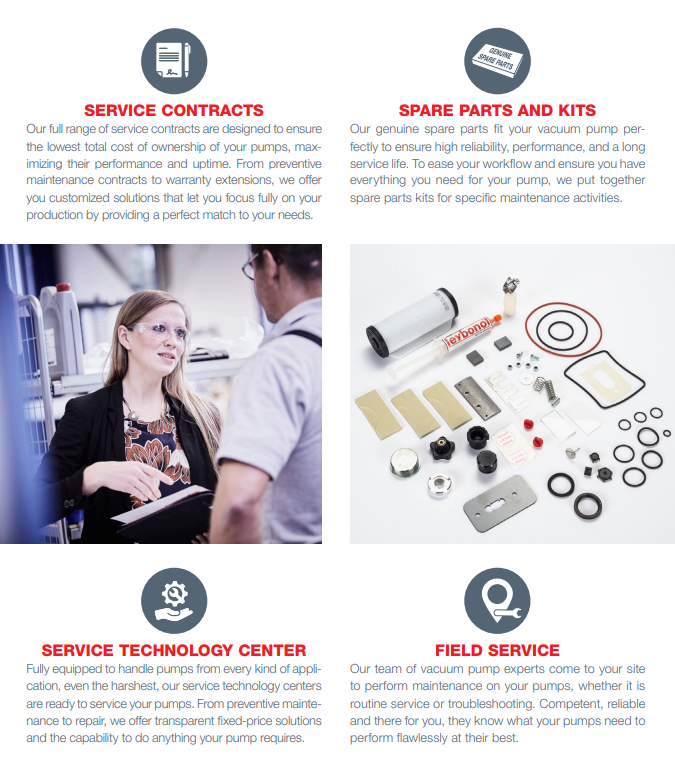 GENUINE
SPARE PARTS
SERVICE CONTRACTS
Our full range of service contracts are designed to ensure
the lowest total cost of ownership of your pumps, max-
imizing their performance and uptime. From preventive
maintenance contracts to warranty extensions, we offer
you customized solutions that let you focus fully on your
production by providing a perfect match to your needs.
SPARE PARTS AND KITS
Our genuine spare parts fit your vacuum pump per-
fectly to ensure high reliability, performance, and a long
service life. To ease your workflow and ensure you have
everything you need for your pump, we put together
spare parts kits for specific maintenance activities.
leybonol
SERVICE TECHNOLOGY CENTER
Fully equipped to handle pumps from every kind of appli-
cation, even the harshest, our service technology centers
are ready to service your pumps. From preventive mainte-
nance to repair, we offer transparent fixed-price solutions
and the capability to do anything your pump requires.
FIELD SERVICE
Our team of vacuum pump experts come to your site
to perform maintenance on your pumps, whether it is
routine service or troubleshooting. Competent, reliable
and there for you, they know what your pumps need to
perform flawlessly at their best.